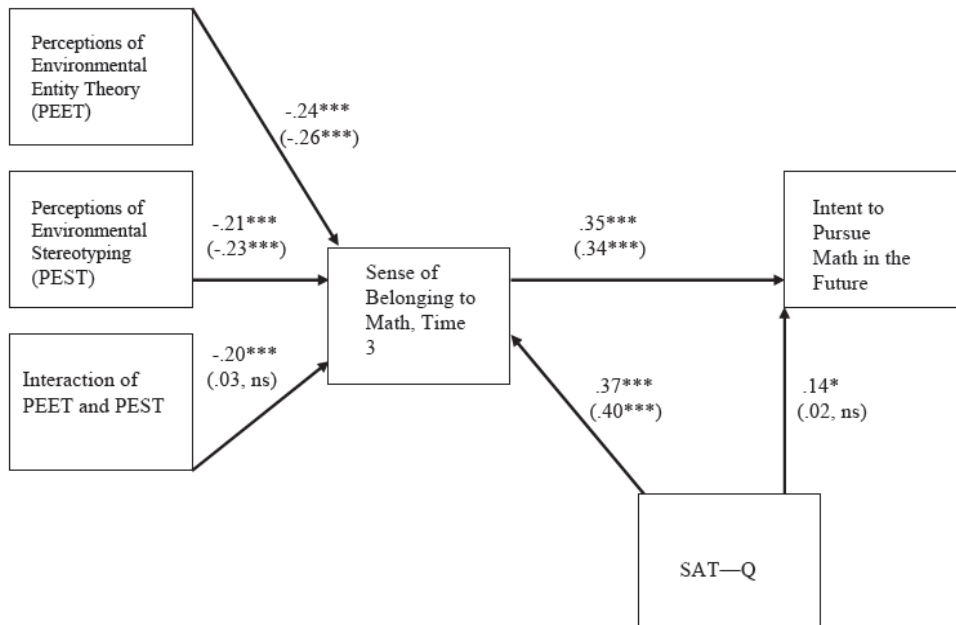 Perceptions of
Environmental
Entity Theory
(PEET)
-.24***
(-.26***)
Perceptions of
Environmental
Stereotyping
(PEST)
-.21***
(-.23***)
Sense of
Belonging to
Math, Time
3
.35***
(.34***)
Intent to
Pursue
Math in the
Future
Interaction of
PEET and PEST
-.20***
(.03, ns)
.37***
(.40***)
.14*
(.02, ns)
SAT—Q